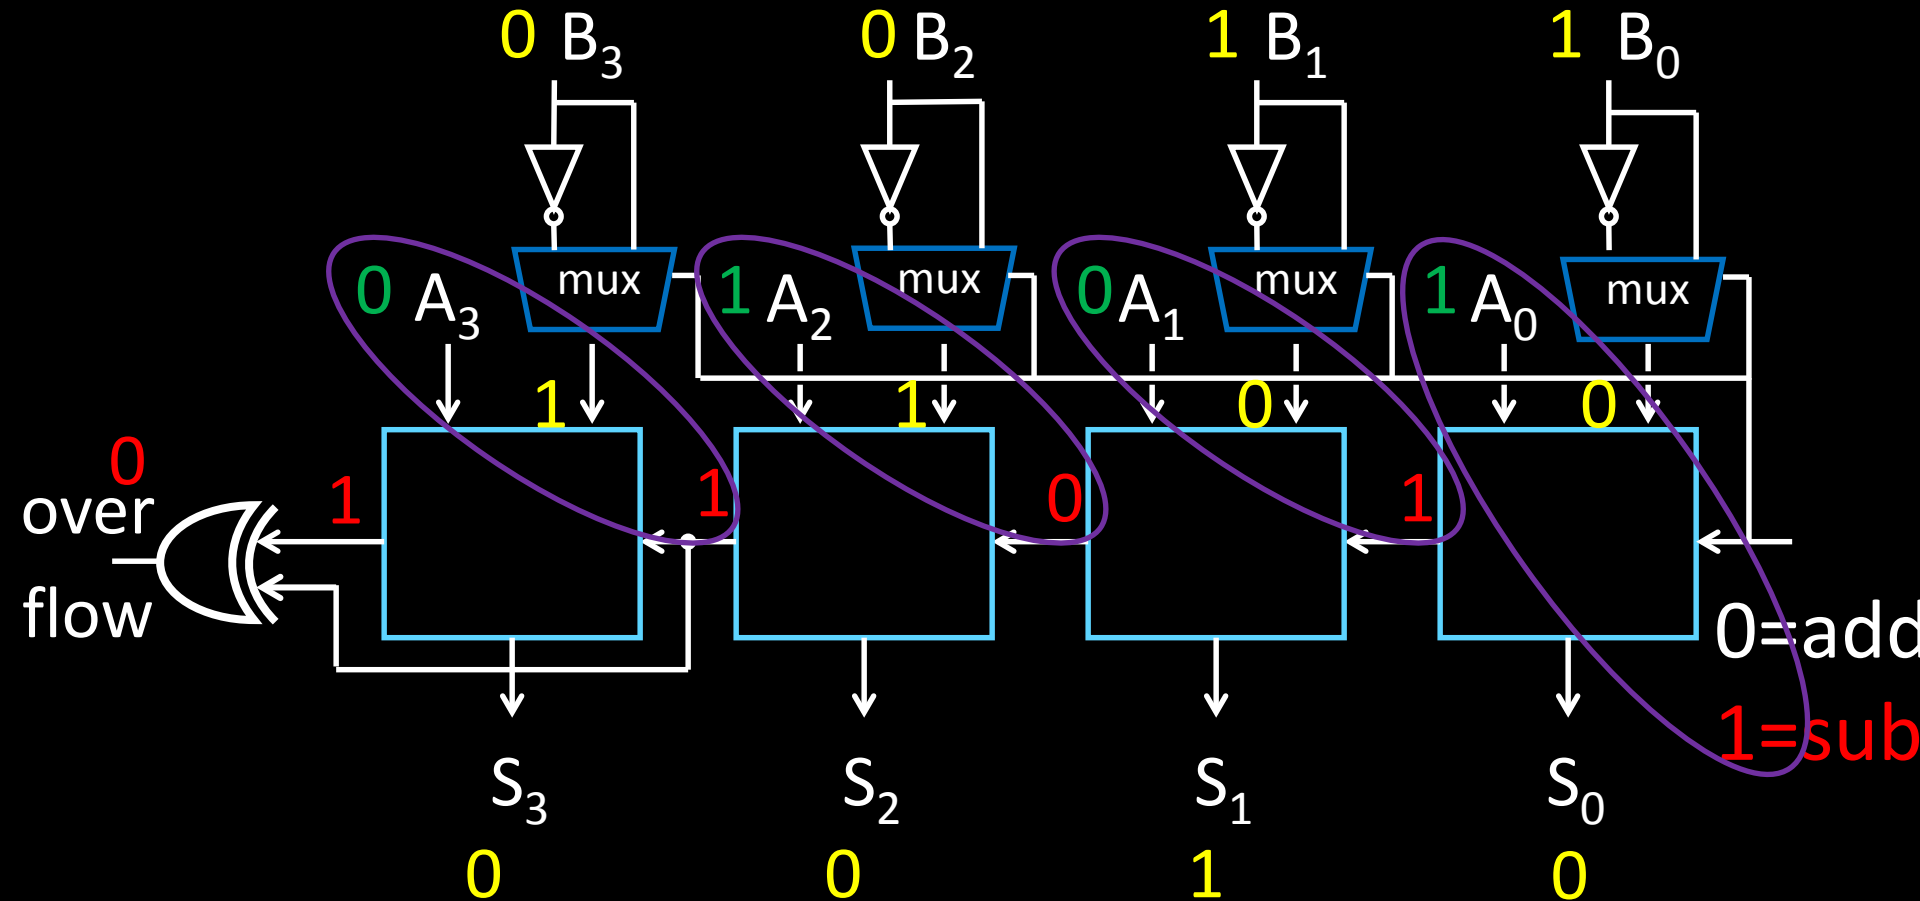 0 B3 0 B2 1 B1 1 B0
mux mux mux mux
0 A3 1 A2 0 A1 1 A0
1 1 0 0
0
over 1 1 0 1
flow
0=add
1=sub
S3 S2 S1 S0
0 0 1 0